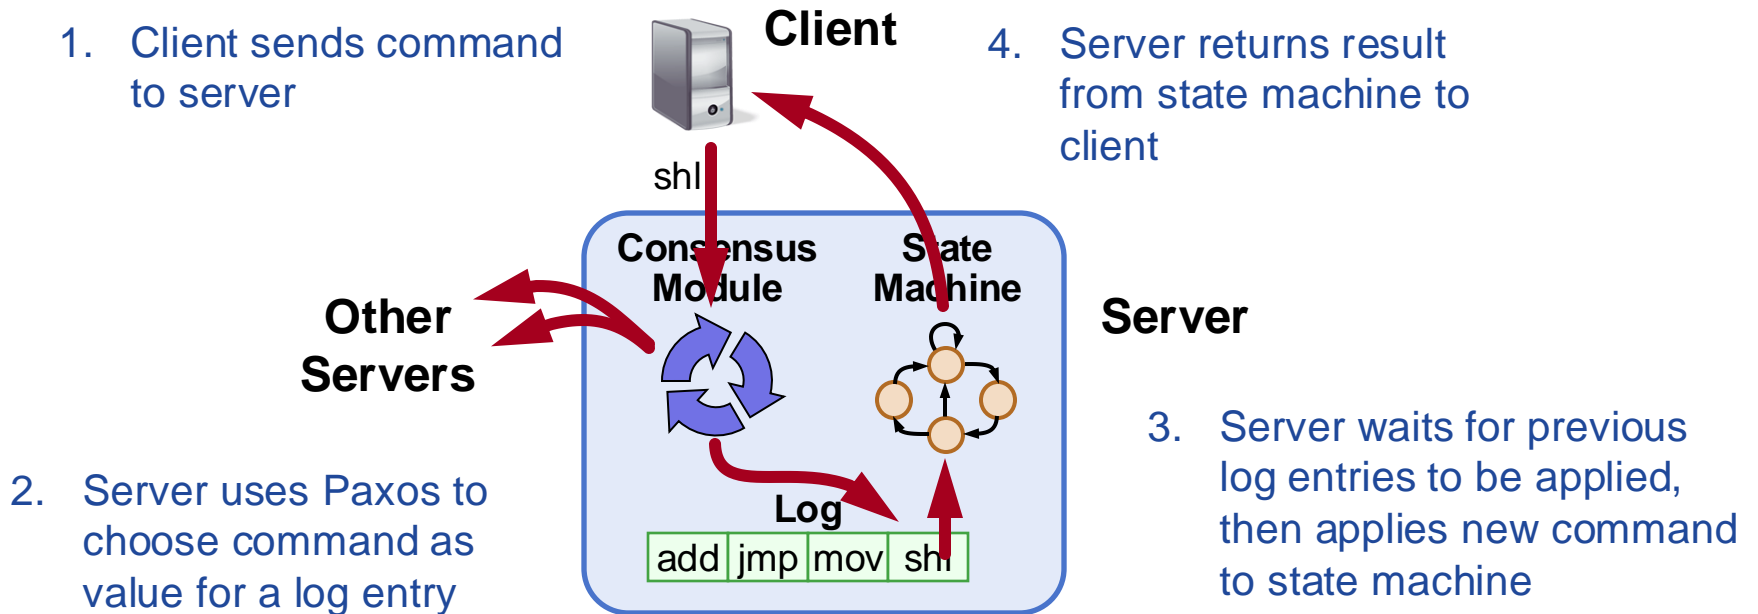 1. Client sends command
to server
Client
4. Server returns result
from state machine to
client
shl
Consensus
Module
State
Machine
Other
Servers
Server
2. Server uses Paxos to
choose command as
value for a log entry
3. Server waits for previous
log entries to be applied,
then applies new command
to state machine
Log
add jmp mov shl